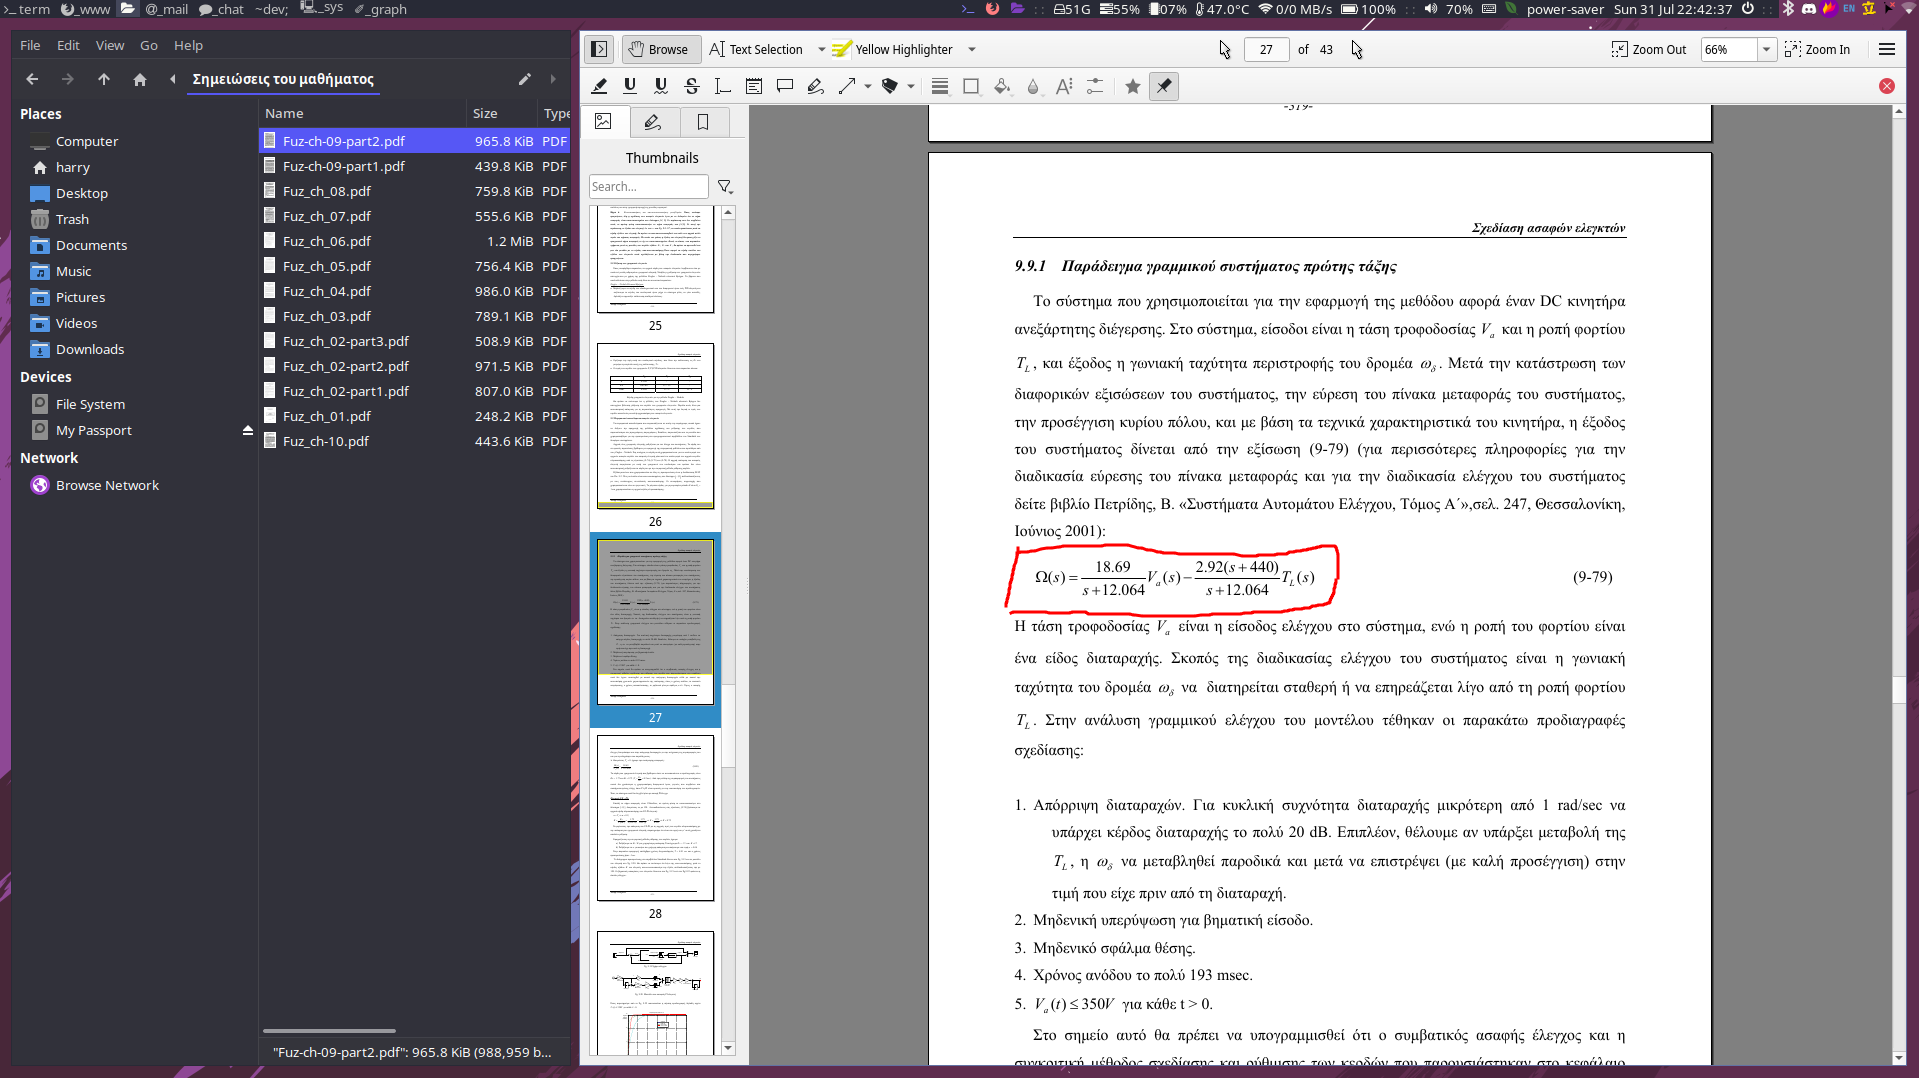 >_ term _www @_mail _chat ~dev; _sys _graph
51G 55% 07% 47.0°C 0/0 MB/s 100% :: 70% :: power-saver Sun 31 Jul 22:42:37 EN
File Edit View Go Help
Σημειώσεις του μαθήματος
Places
Computer
harry
Desktop
Trash
Documents
Music
Pictures
Videos
Downloads
Devices
File System
My Passport
Network
Browse Network
Name Size Type
Fuz-ch-09-part2.pdf 965.8 KiB PDF
Fuz-ch-09-part1.pdf 439.8 KiB PDF
Fuz_ch_08.pdf 759.8 KiB PDF
Fuz_ch_07.pdf 555.6 KiB PDF
Fuz_ch_06.pdf 1.2 MiB PDF
Fuz_ch_05.pdf 756.4 KiB PDF
Fuz_ch_04.pdf 986.0 KiB PDF
Fuz_ch_03.pdf 789.1 KiB PDF
Fuz_ch_02-part3.pdf 508.9 KiB PDF
Fuz_ch_02-part2.pdf 971.5 KiB PDF
Fuz_ch_02-part1.pdf 807.0 KiB PDF
Fuz_ch_01.pdf 248.2 KiB PDF
Fuz_ch-10.pdf 443.6 KiB PDF
"Fuz-ch-09-part2.pdf": 965.8 KiB (988,959 b...
Browse Text Selection Yellow Highlighter 27 of 43 Zoom Out 66% Zoom In
Thumbnails
Search...
25
26
27
28
-319-
Σχεδίαση ασαφών ελεγκτών
9.9.1 Παράδειγμα γραμμικού συστήματος πρώτης τάξης
Το σύστημα που χρησιμοποιείται για την εφαρμογή της μεθόδου αφορά έναν DC κινητήρα
ανεξάρτητης διέγερσης. Στο σύστημα, είσοδοι είναι η τάση τροφοδοσίας V_a και η ροπή φορτίου
T_L, και έξοδος η γωνιακή ταχύτητα περιστροφής του δρομέα ω_δ. Μετά την κατάστρωση των
διαφορικών εξισώσεων του συστήματος, την εύρεση του πίνακα μεταφοράς του συστήματος,
την προσέγγιση κυρίου πόλου, και με βάση τα τεχνικά χαρακτηριστικά του κινητήρα, η έξοδος
του συστήματος δίνεται από την εξίσωση (9-79) (για περισσότερες πληροφορίες για την
διαδικασία εύρεσης του πίνακα μεταφοράς και για την διαδικασία ελέγχου του συστήματος
δείτε βιβλίο Πετρίδης, Β. «Συστήματα Αυτομάτου Ελέγχου, Τόμος Α΄»,σελ. 247, Θεσσαλονίκη,
Ιούνιος 2001):
Ω(s) = 18.69/(s+12.064) V_a(s) − 2.92(s+440)/(s+12.064) T_L(s) (9-79)
Η τάση τροφοδοσίας V_a είναι η είσοδος ελέγχου στο σύστημα, ενώ η ροπή του φορτίου είναι
ένα είδος διαταραχής. Σκοπός της διαδικασίας ελέγχου του συστήματος είναι η γωνιακή
ταχύτητα του δρομέα ω_δ να διατηρείται σταθερή ή να επηρεάζεται λίγο από τη ροπή φορτίου
T_L. Στην ανάλυση γραμμικού ελέγχου του μοντέλου τέθηκαν οι παρακάτω προδιαγραφές
σχεδίασης:
1. Απόρριψη διαταραχών. Για κυκλική συχνότητα διαταραχής μικρότερη από 1 rad/sec να
υπάρχει κέρδος διαταραχής το πολύ 20 dB. Επιπλέον, θέλουμε αν υπάρξει μεταβολή της
T_L, η ω_δ να μεταβληθεί παροδικά και μετά να επιστρέψει (με καλή προσέγγιση) στην
τιμή που είχε πριν από τη διαταραχή.
2. Μηδενική υπερύψωση για βηματική είσοδο.
3. Μηδενικό σφάλμα θέσης.
4. Χρόνος ανόδου το πολύ 193 msec.
5. V_a(t) ≤ 350V για κάθε t > 0.
Στο σημείο αυτό θα πρέπει να υπογραμμισθεί ότι ο συμβατικός ασαφής έλεγχος και η
συγκριτική μέθοδος σχεδίασης και ρύθμισης των κερδών που παρουσιάστηκαν στο κεφάλαιο